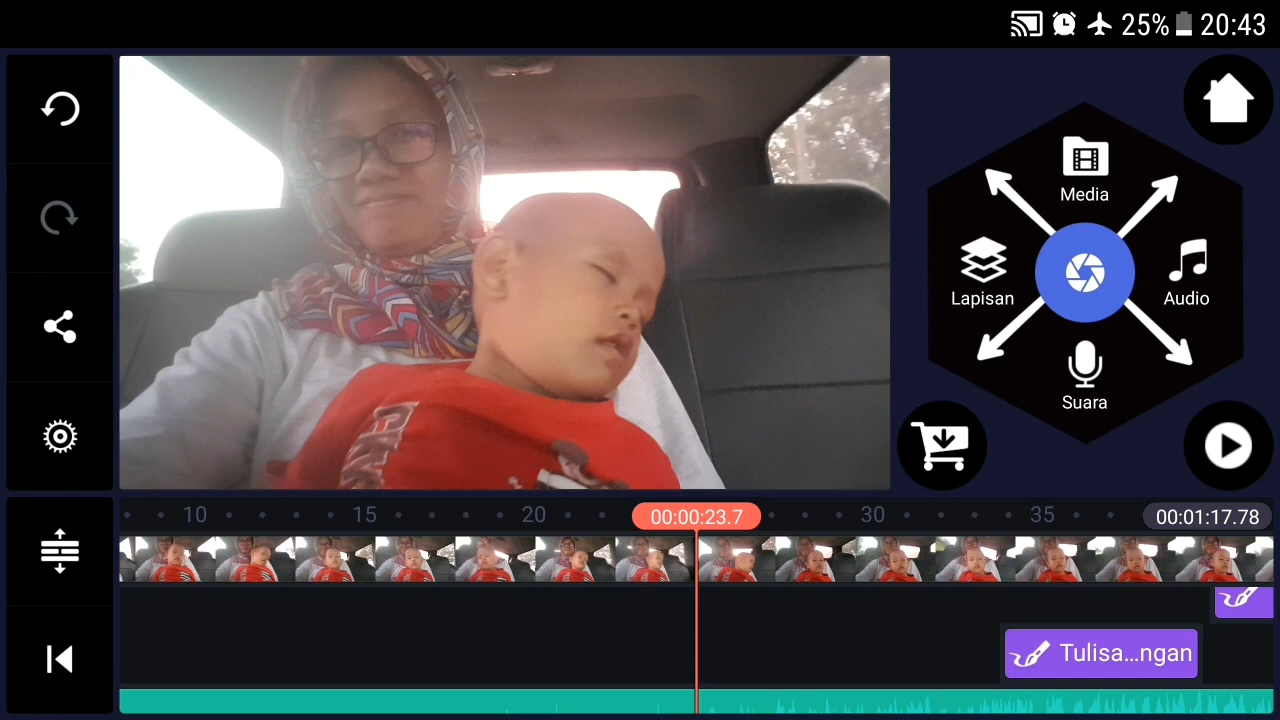 25% 20:43
Media
Lapisan
Audio
Suara
10 15 20 00:00:23.7 30 35 00:01:17.78
Tulisa...ngan